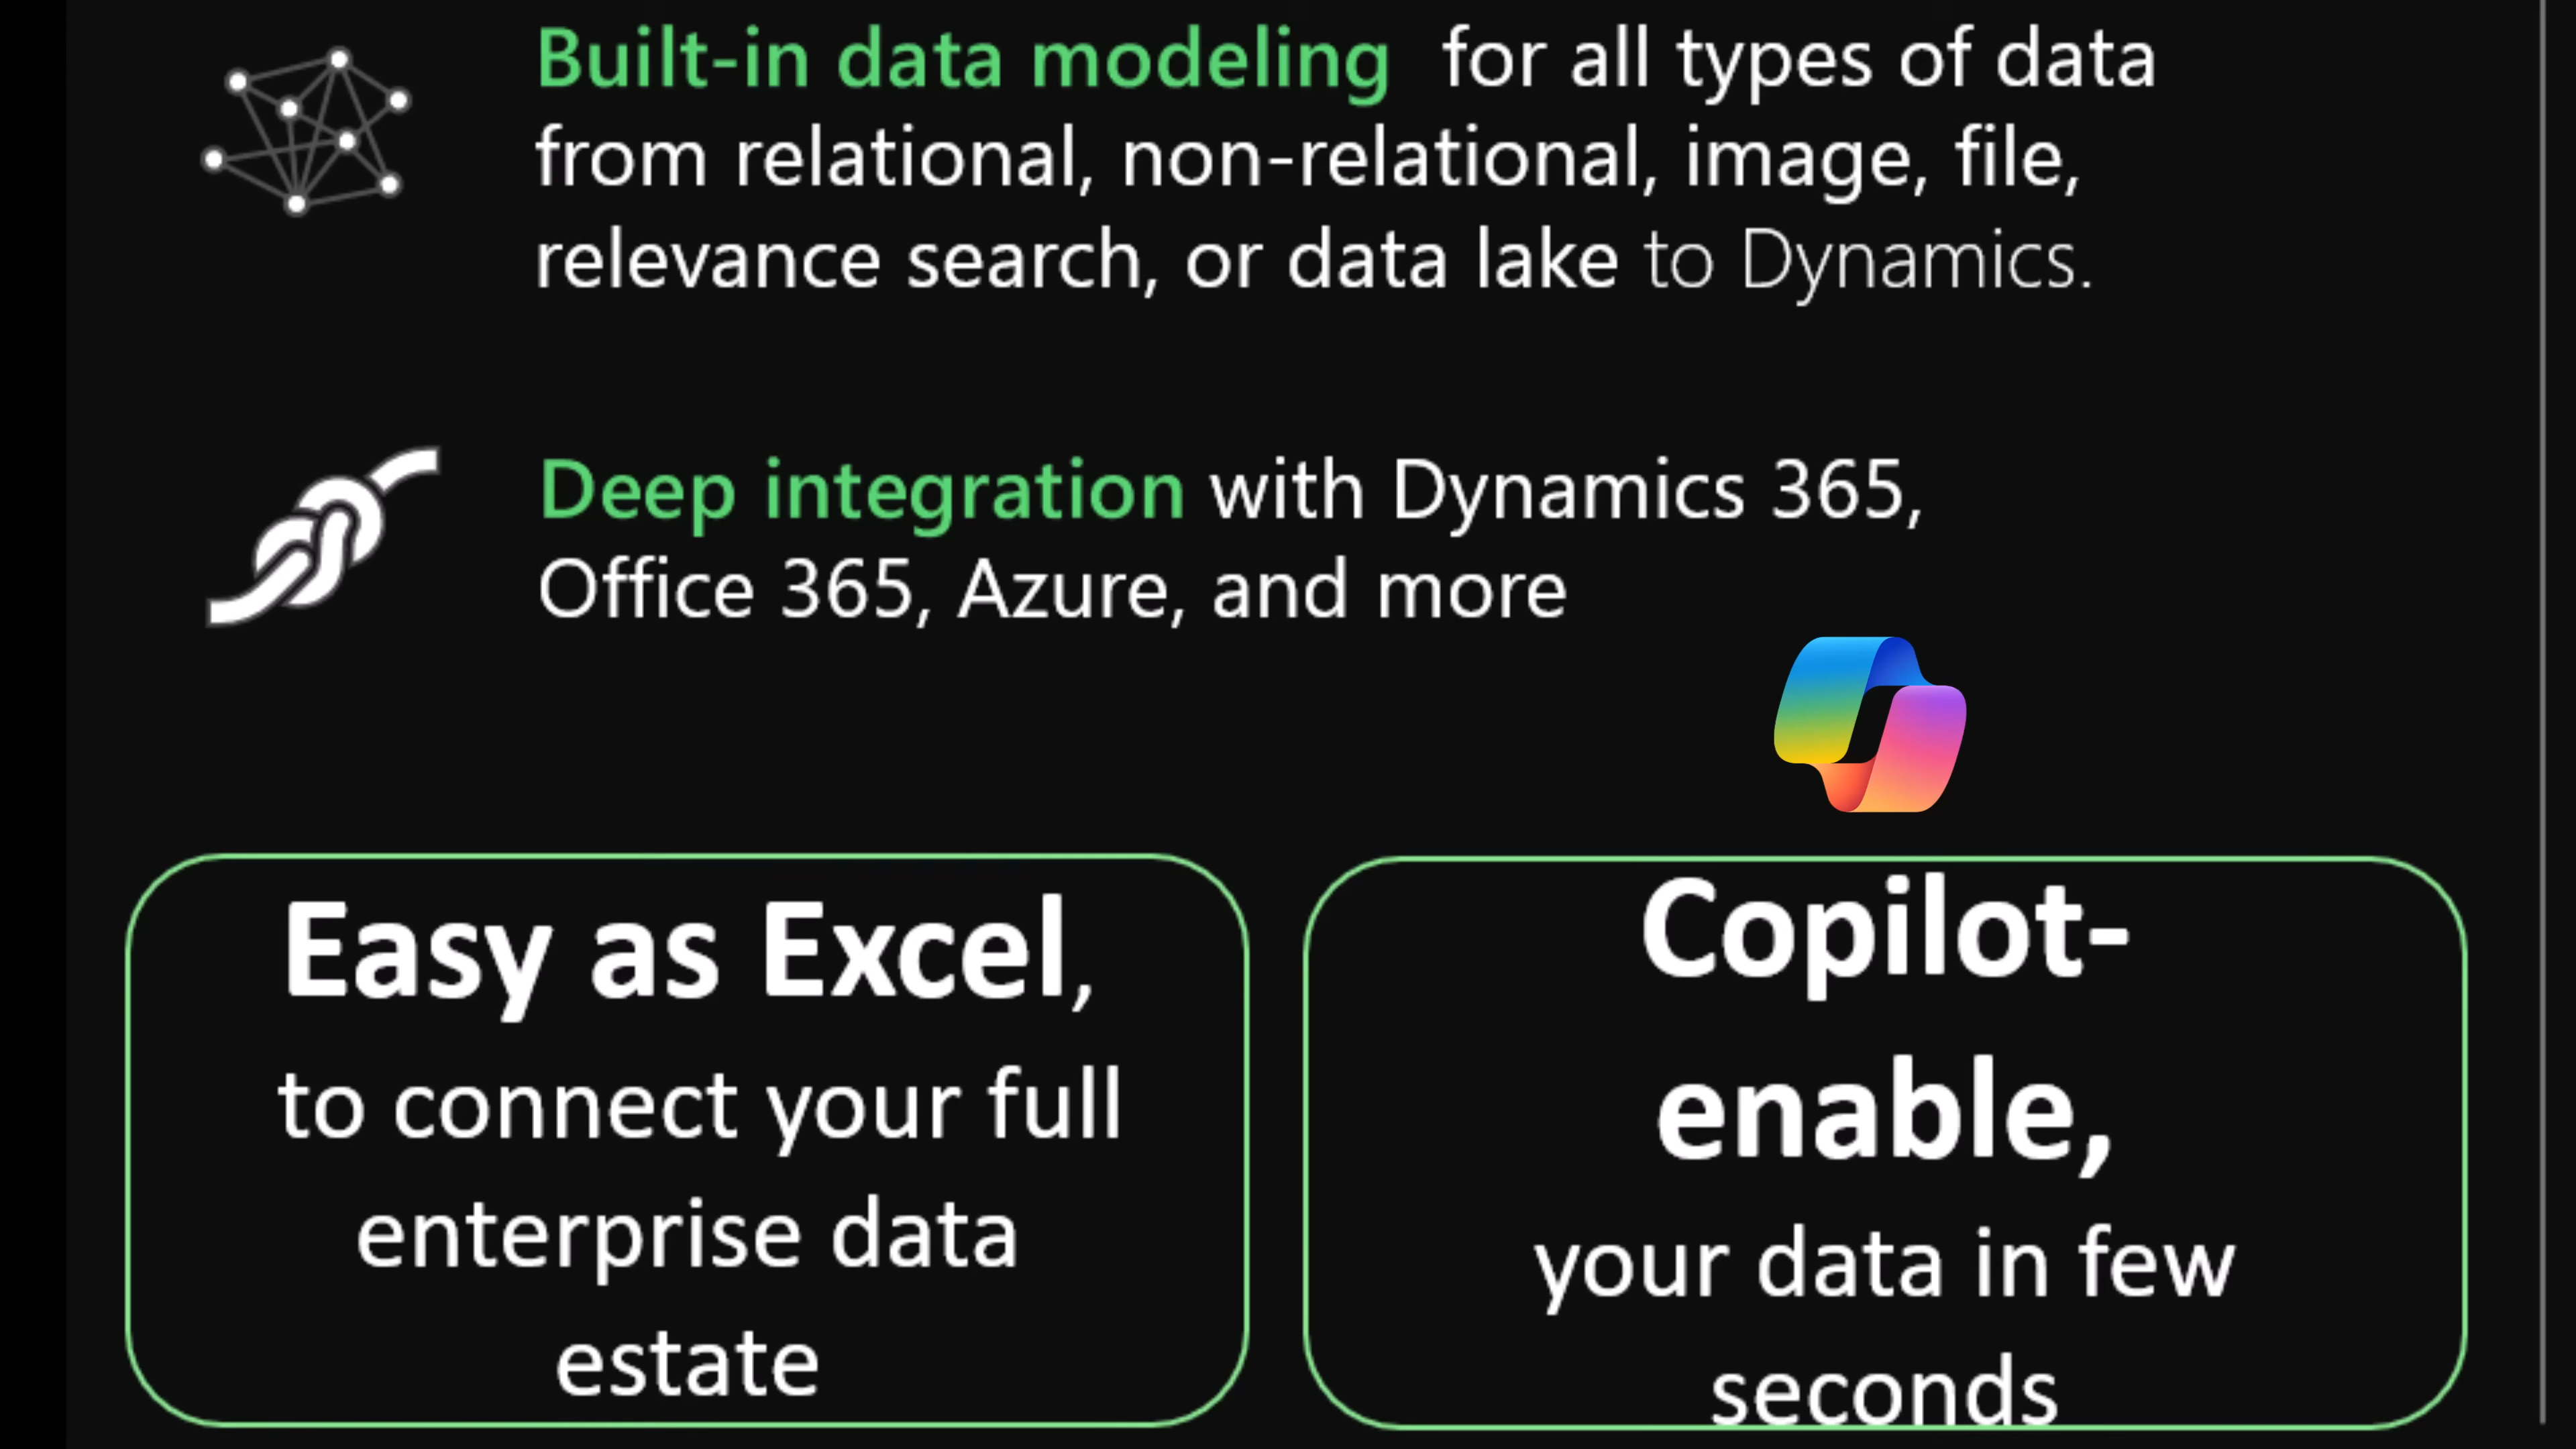 Built-in data modeling for all types of data
from relational, non-relational, image, file,
relevance search, or data lake to Dynamics.
Deep integration with Dynamics 365,
Office 365, Azure, and more
Easy as Excel,
to connect your full
enterprise data
estate
Copilot-
enable,
your data in few
seconds